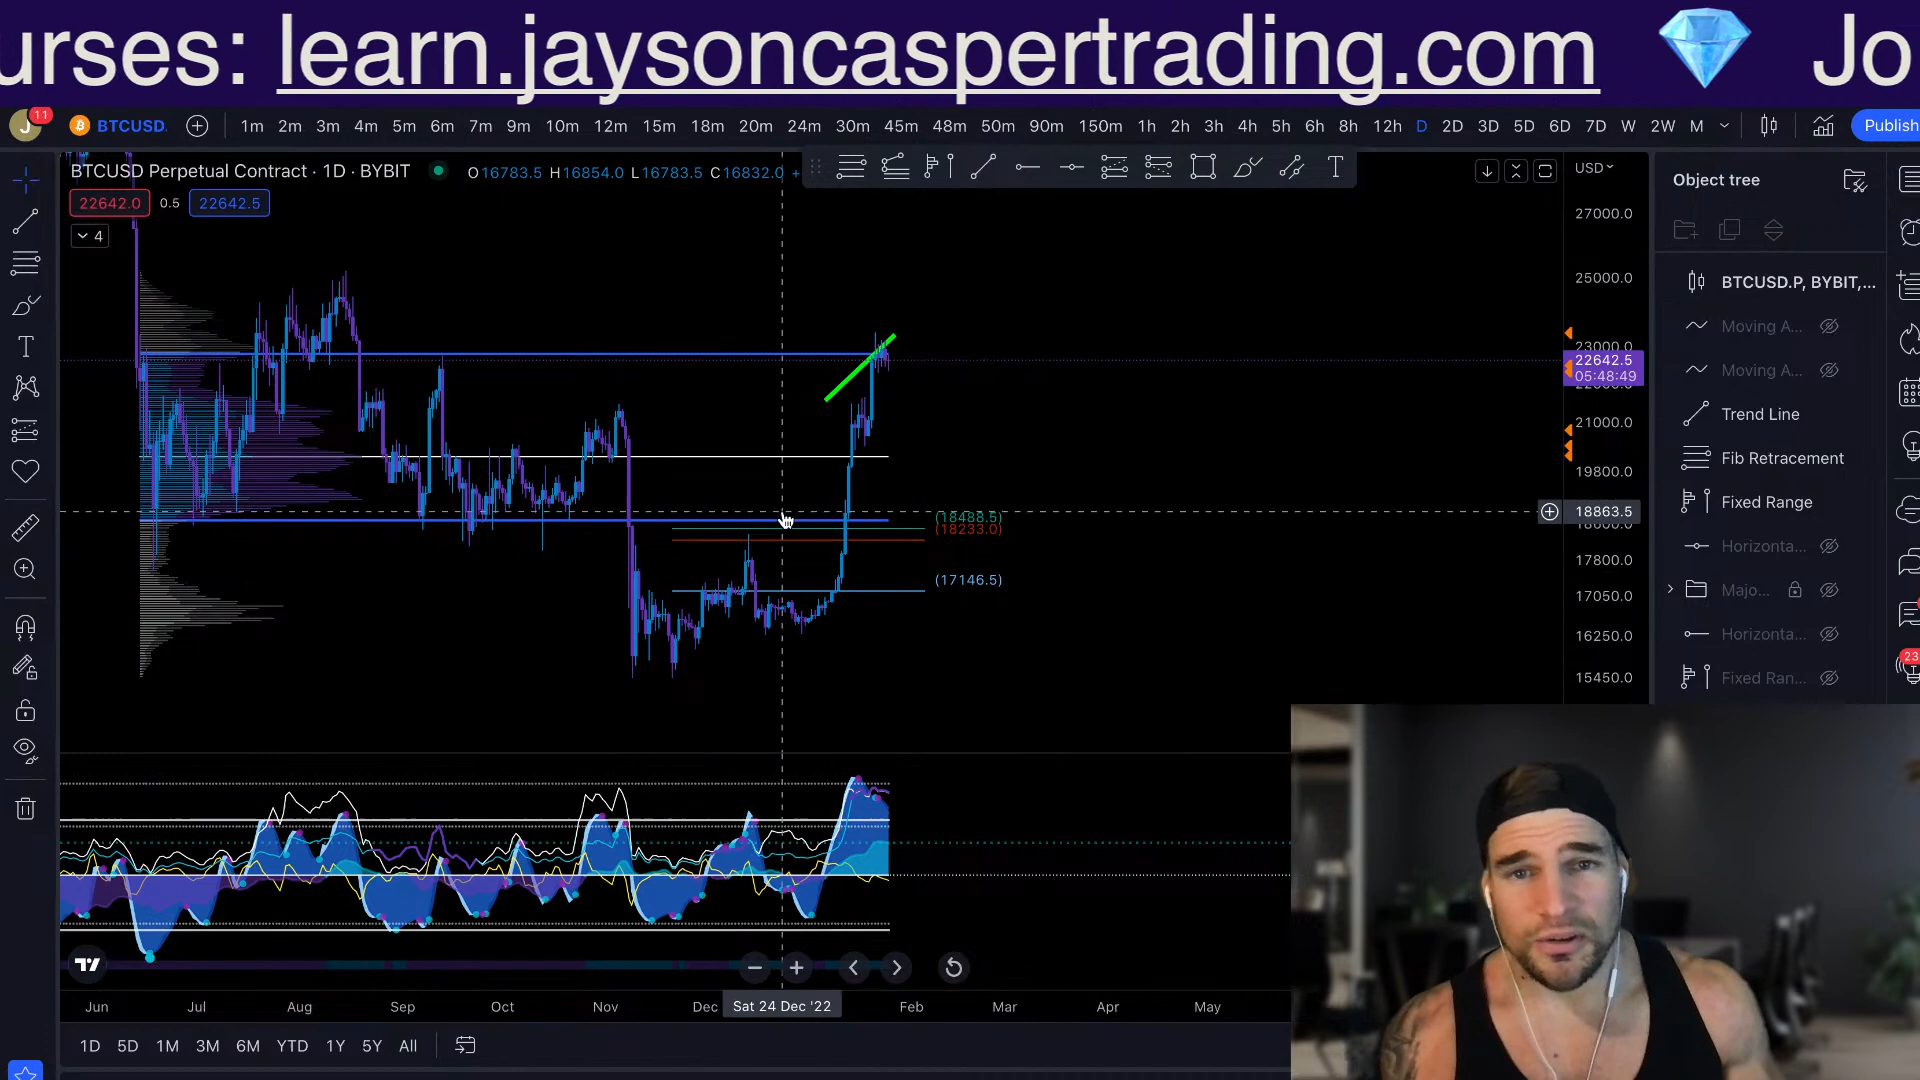 urses: learn.jaysoncaspertrading.com 💎 Jo
J 11 BTCUSD. 1m 2m 3m 4m 5m 6m 7m 9m 10m 12m 15m 18m 20m 24m 30m 45m 48m 50m 90m 150m 1h 2h 3h 4h 5h 6h 8h 12h D 2D 3D 5D 6D 7D W 2W M Publish
BTCUSD Perpetual Contract · 1D · BYBIT O16783.5 H16854.0 L16783.5 C16832.0 +
22642.0 0.5 22642.5
4
USD
27000.0
25000.0
23000.0
22642.5
05:48:49
21000.0
19800.0
18863.5
17800.0
17050.0
16250.0
15450.0
(18488.5)
(18233.0)
(17146.5)
Object tree
BTCUSD.P, BYBIT,...
Moving A...
Moving A...
Trend Line
Fib Retracement
Fixed Range
Horizonta...
Majo...
Horizonta...
Fixed Ran...
23
Jun Jul Aug Sep Oct Nov Dec Sat 24 Dec '22 Feb Mar Apr May
1D 5D 1M 3M 6M YTD 1Y 5Y All